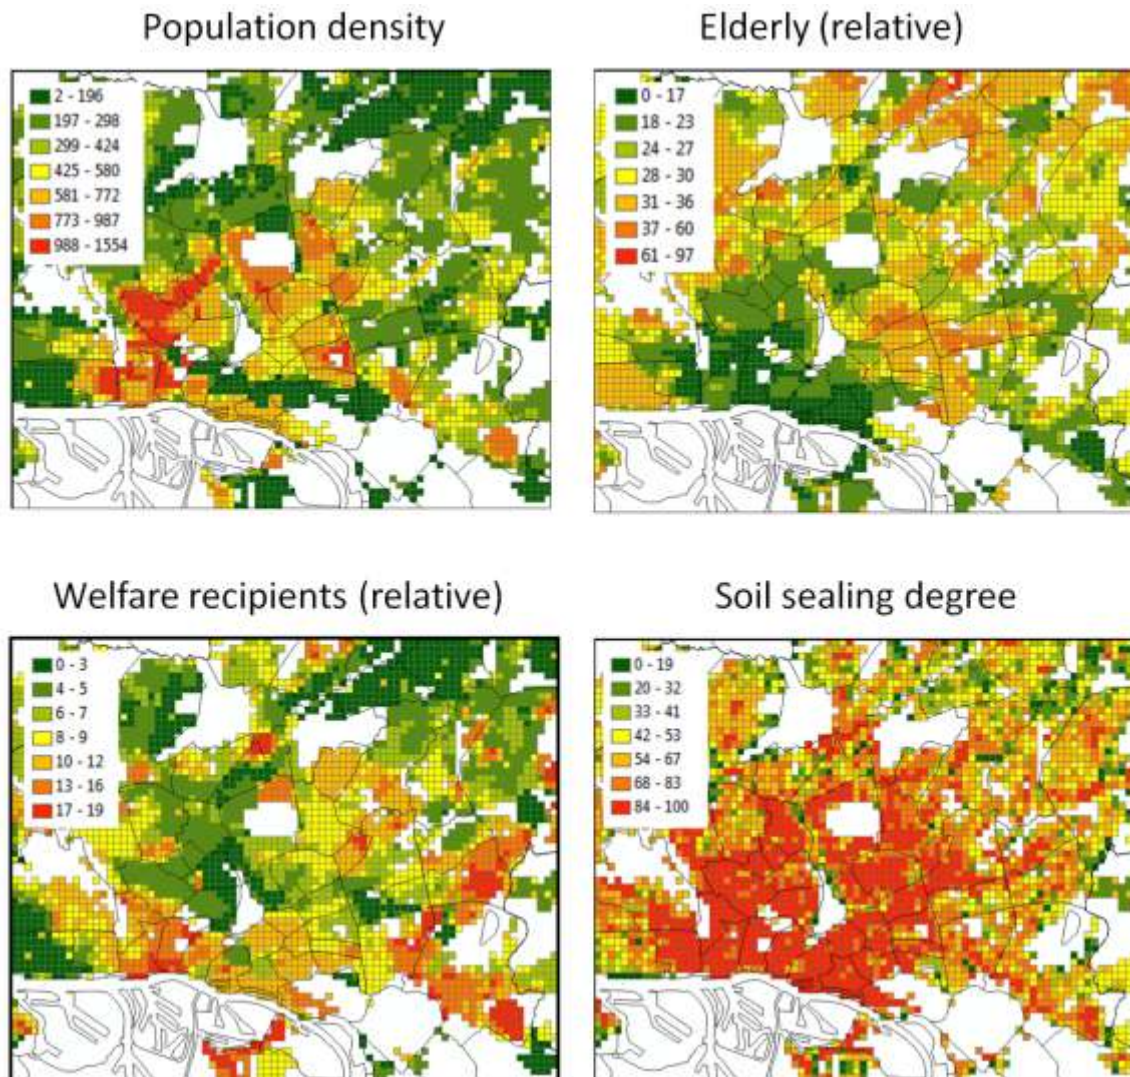 Population density
2 - 196
197 - 298
299 - 424
425 - 580
581 - 772
773 - 987
988 - 1554
Elderly (relative)
0 - 17
18 - 23
24 - 27
28 - 30
31 - 36
37 - 60
61 - 97
Welfare recipients (relative)
0 - 3
4 - 5
6 - 7
8 - 9
10 - 12
13 - 16
17 - 19
Soil sealing degree
0 - 19
20 - 32
33 - 41
42 - 53
54 - 67
68 - 83
84 - 100